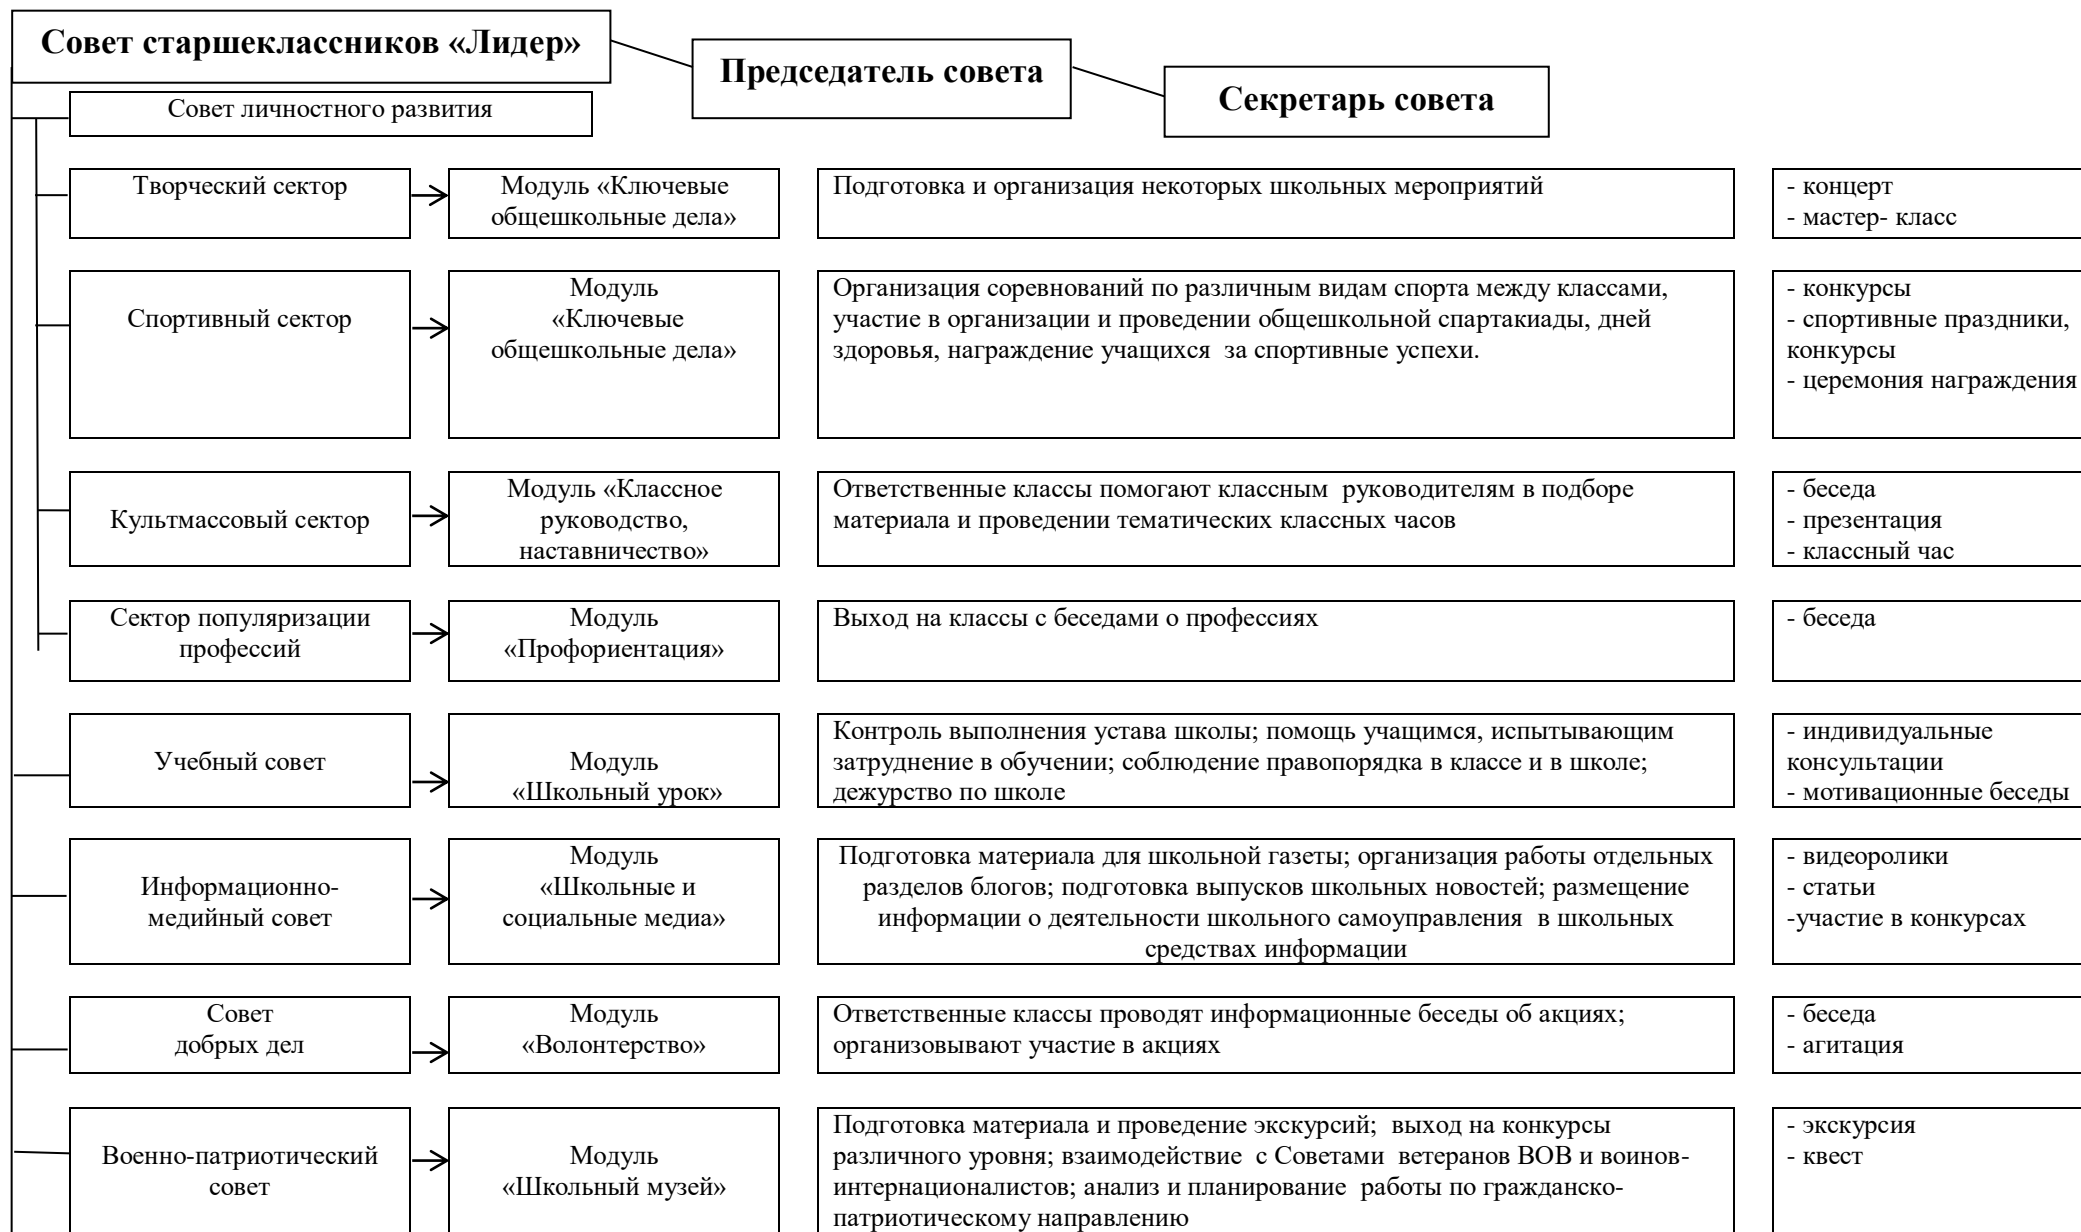 Совет старшеклассников «Лидер»
Председатель совета
Секретарь совета
Совет личностного развития
Творческий сектор
Модуль «Ключевые
общешкольные дела»
Подготовка и организация некоторых школьных мероприятий
- концерт
- мастер- класс
Спортивный сектор
Модуль
«Ключевые
общешкольные дела»
Организация соревнований по различным видам спорта между классами,
участие в организации и проведении общешкольной спартакиады, дней
здоровья, награждение учащихся за спортивные успехи.
- конкурсы
- спортивные праздники,
конкурсы
- церемония награждения
Культмассовый сектор
Модуль «Классное
руководство,
наставничество»
Ответственные классы помогают классным руководителям в подборе
материала и проведении тематических классных часов
- беседа
- презентация
- классный час
Сектор популяризации
профессий
Модуль
«Профориентация»
Выход на классы с беседами о профессиях
- беседа
Учебный совет
Модуль
«Школьный урок»
Контроль выполнения устава школы; помощь учащимся, испытывающим
затруднение в обучении; соблюдение правопорядка в классе и в школе;
дежурство по школе
- индивидуальные
консультации
- мотивационные беседы
Информационно-
медийный совет
Модуль
«Школьные и
социальные медиа»
Подготовка материала для школьной газеты; организация работы отдельных
разделов блогов; подготовка выпусков школьных новостей; размещение
информации о деятельности школьного самоуправления в школьных
средствах информации
- видеоролики
- статьи
-участие в конкурсах
Совет
добрых дел
Модуль
«Волонтерство»
Ответственные классы проводят информационные беседы об акциях;
организовывают участие в акциях
- беседа
- агитация
Военно-патриотический
совет
Модуль
«Школьный музей»
Подготовка материала и проведение экскурсий; выход на конкурсы
различного уровня; взаимодействие с Советами ветеранов ВОВ и воинов-
интернационалистов; анализ и планирование работы по гражданско-
патриотическому направлению
- экскурсия
- квест